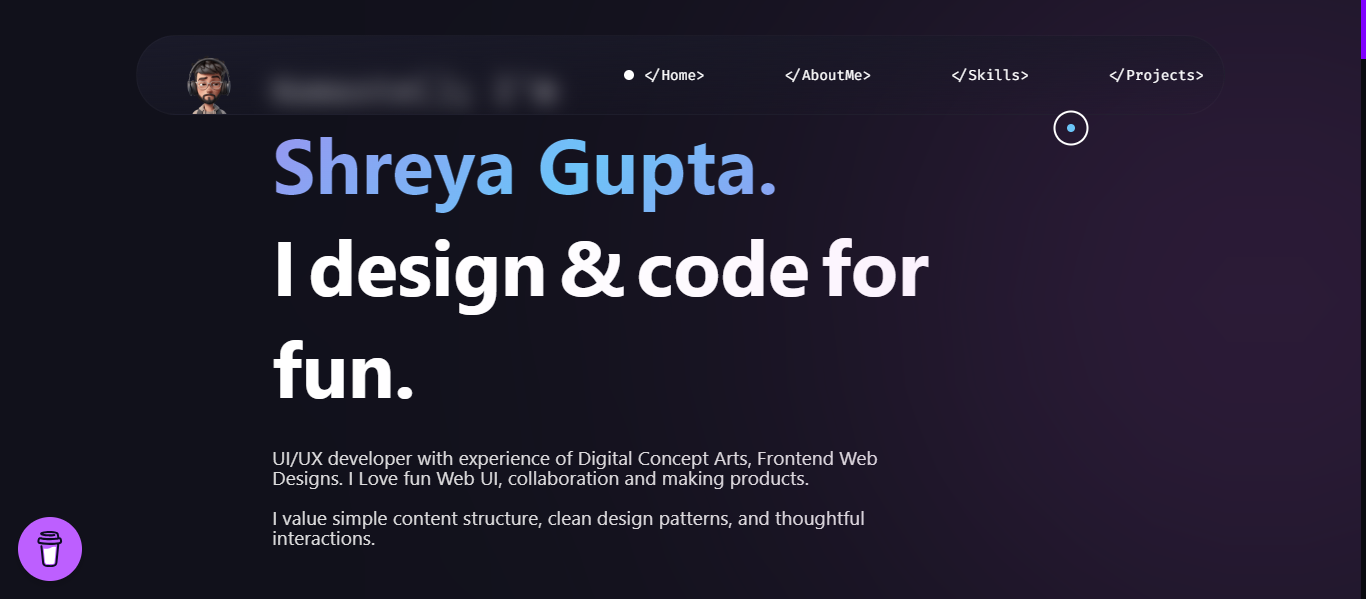 </Home>
</AboutMe>
</Skills>
</Projects>
Shreya Gupta.
I design & code for
fun.
UI/UX developer with experience of Digital Concept Arts, Frontend Web
Designs. I Love fun Web UI, collaboration and making products.
I value simple content structure, clean design patterns, and thoughtful
interactions.